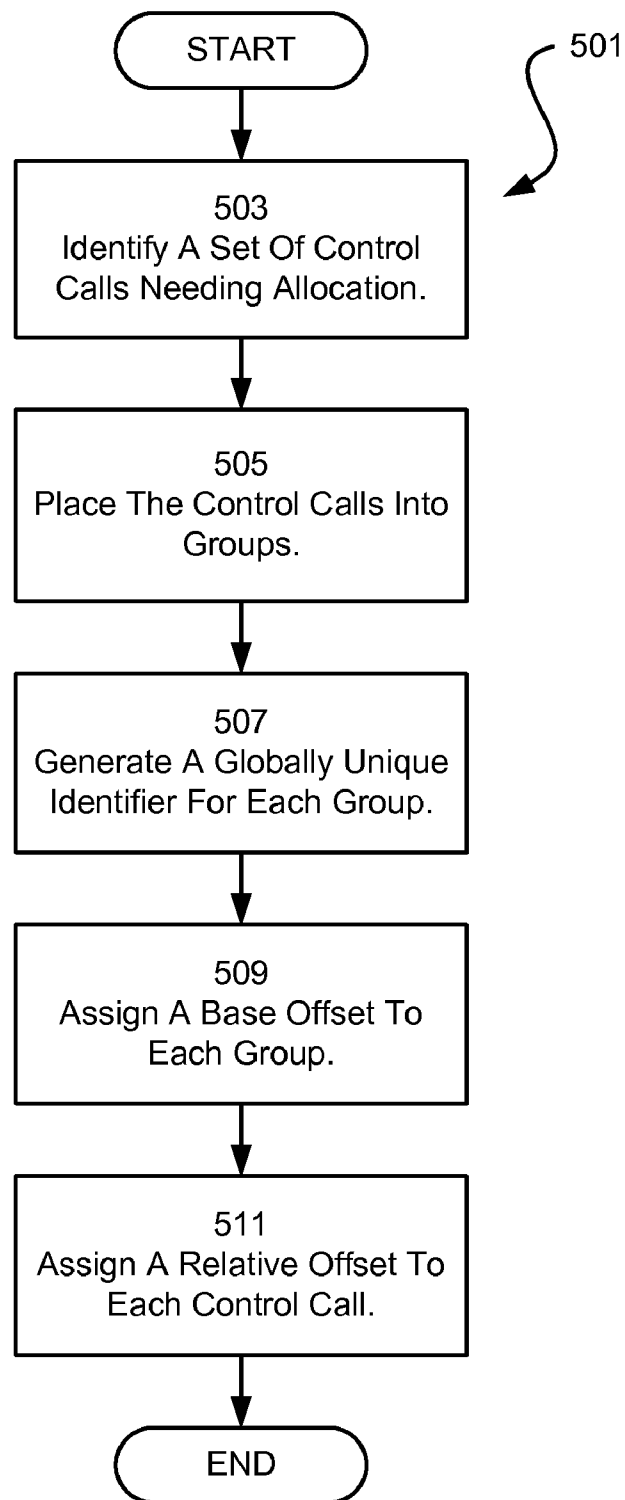 START
501
503
Identify A Set Of Control
Calls Needing Allocation.
505
Place The Control Calls Into
Groups.
507
Generate A Globally Unique
Identifier For Each Group.
509
Assign A Base Offset To
Each Group.
511
Assign A Relative Offset To
Each Control Call.
END